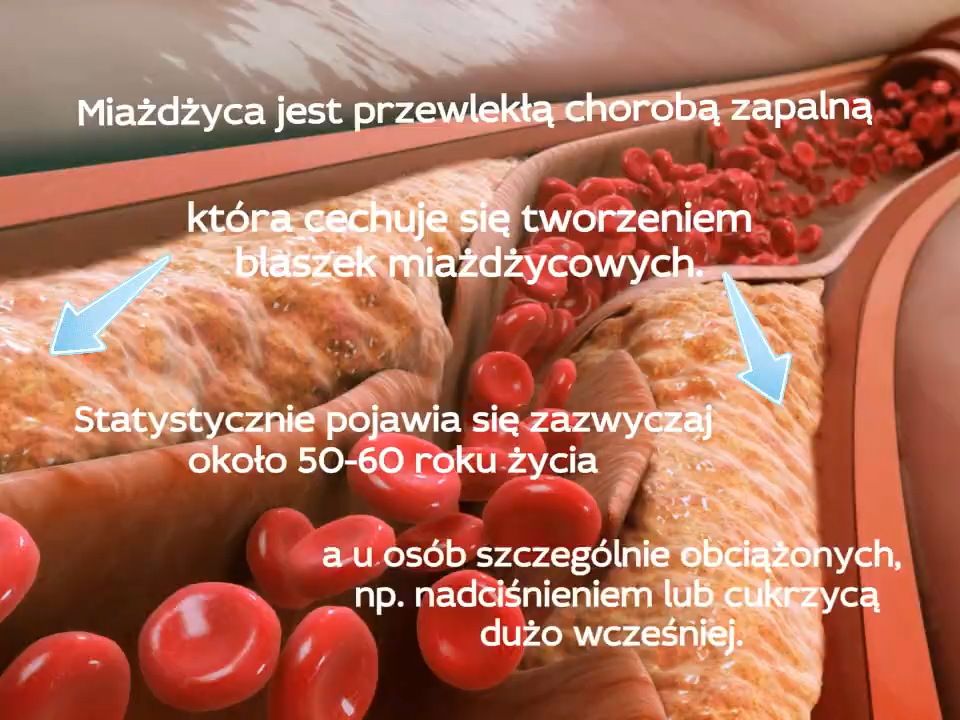 Miażdżyca jest przewlekłą chorobą zapalną
która cechuje się tworzeniem
blaszek miażdżycowych.
Statystycznie pojawia się zazwyczaj
około 50-60 roku życia
a u osób szczególnie obciążonych,
np. nadciśnieniem lub cukrzycą
dużo wcześniej.